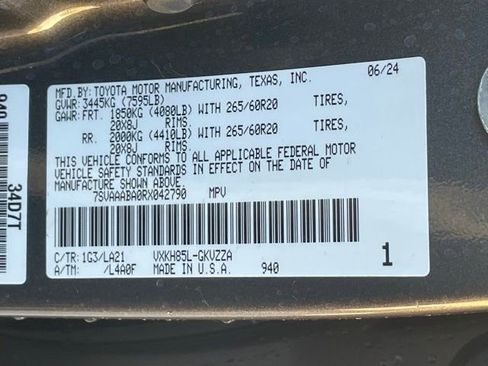 MFD.BY: TOYOTA MOTOR MANUFACTURING, TEXAS, INC. 06/24
GVWR: 3445KG (7595LB)
GAWR: FRT. 1850KG (4080LB) WITH 265/60R20 TIRES,
20X8J RIMS.
RR. 2000KG (4410LB) WITH 265/60R20 TIRES,
20X8J RIMS.
THIS VEHICLE CONFORMS TO ALL APPLICABLE FEDERAL MOTOR
VEHICLE SAFETY STANDARDS IN EFFECT ON THE DATE OF
MANUFACTURE SHOWN ABOVE.
7SVAAABA0RX042790 MPV
C/TR: 1G3/LA21 VXKH85L-GKVZZA
A/TM: /L4A0F MADE IN U.S.A. 940
1
940
34D7T